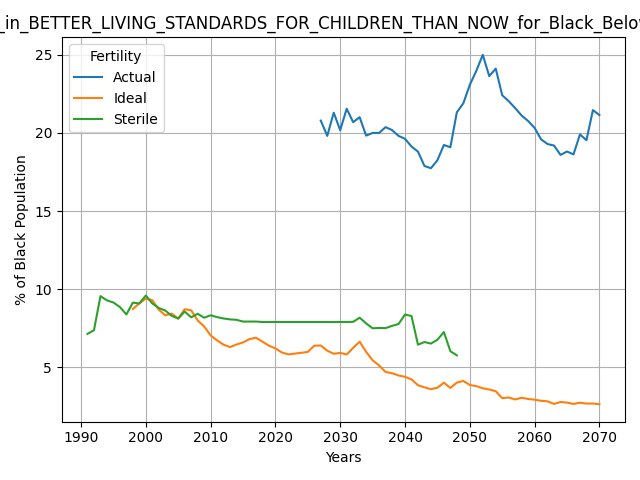 _in_BETTER_LIVING_STANDARDS_FOR_CHILDREN_THAN_NOW_for_Black_Belo
Fertility
Actual
Ideal
Sterile
% of Black Population
25
20
15
10
5
1990 2000 2010 2020 2030 2040 2050 2060 2070
Years